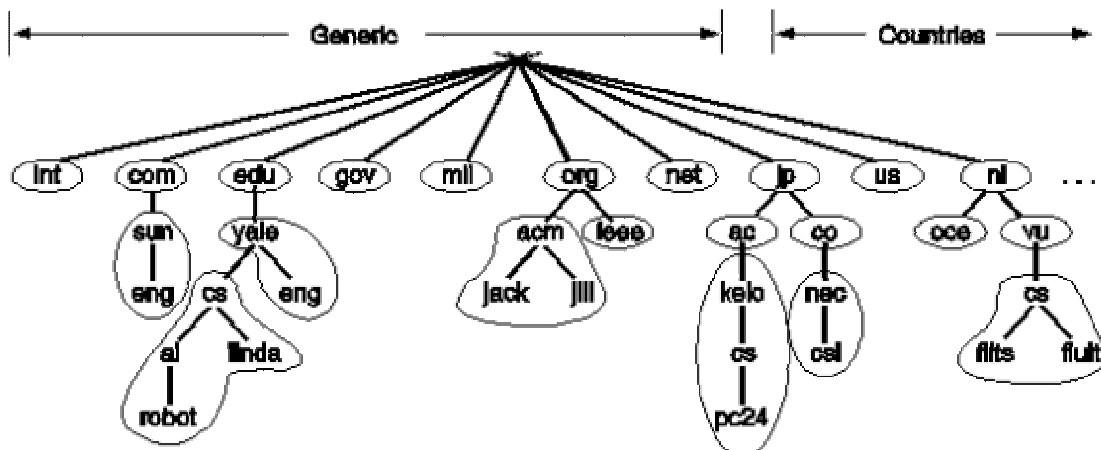 Generic Countries
int com edu gov mil org net jp us nl ...
sun yale acm ieee ac co oce vu
eng cs eng jack jill keio nec cs
ai linda cs csl flits fluit
robot pc24